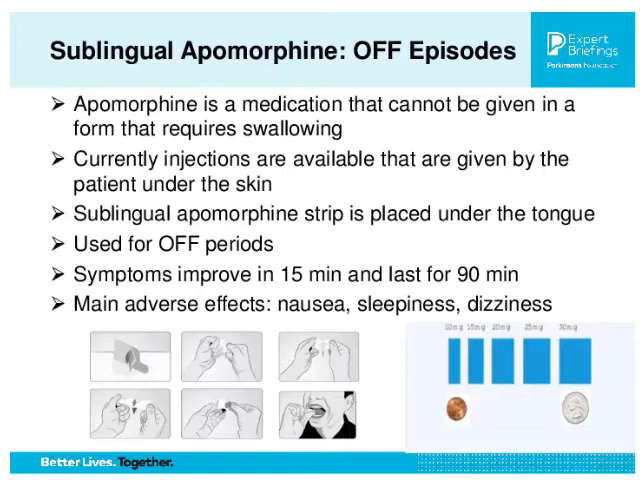 Sublingual Apomorphine: OFF Episodes
Expert
Briefings
Parkinson's Foundation
➢ Apomorphine is a medication that cannot be given in a
form that requires swallowing
➢ Currently injections are available that are given by the
patient under the skin
➢ Sublingual apomorphine strip is placed under the tongue
➢ Used for OFF periods
➢ Symptoms improve in 15 min and last for 90 min
➢ Main adverse effects: nausea, sleepiness, dizziness
10mg 15mg 20mg 25mg 30mg
Better Lives. Together.